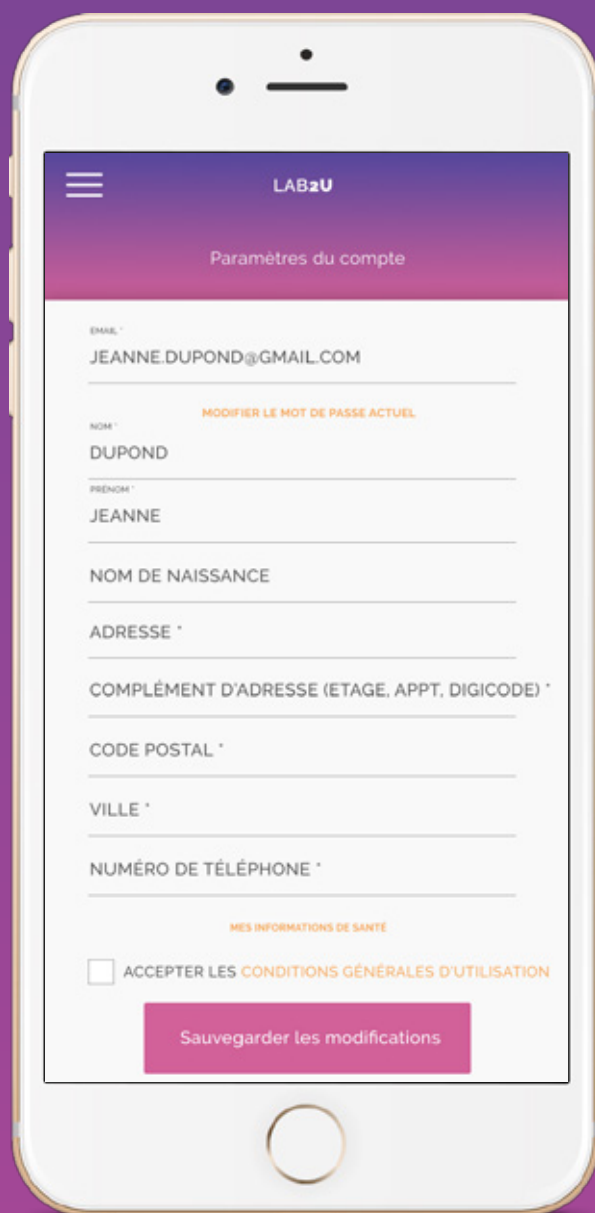 LAB2U
Paramètres du compte
EMAIL *
JEANNE.DUPOND@GMAIL.COM
MODIFIER LE MOT DE PASSE ACTUEL
NOM *
DUPOND
PRÉNOM *
JEANNE
NOM DE NAISSANCE
ADRESSE *
COMPLÉMENT D'ADRESSE (ETAGE, APPT, DIGICODE) *
CODE POSTAL *
VILLE *
NUMÉRO DE TÉLÉPHONE *
MES INFORMATIONS DE SANTÉ
ACCEPTER LES CONDITIONS GÉNÉRALES D'UTILISATION
Sauvegarder les modifications